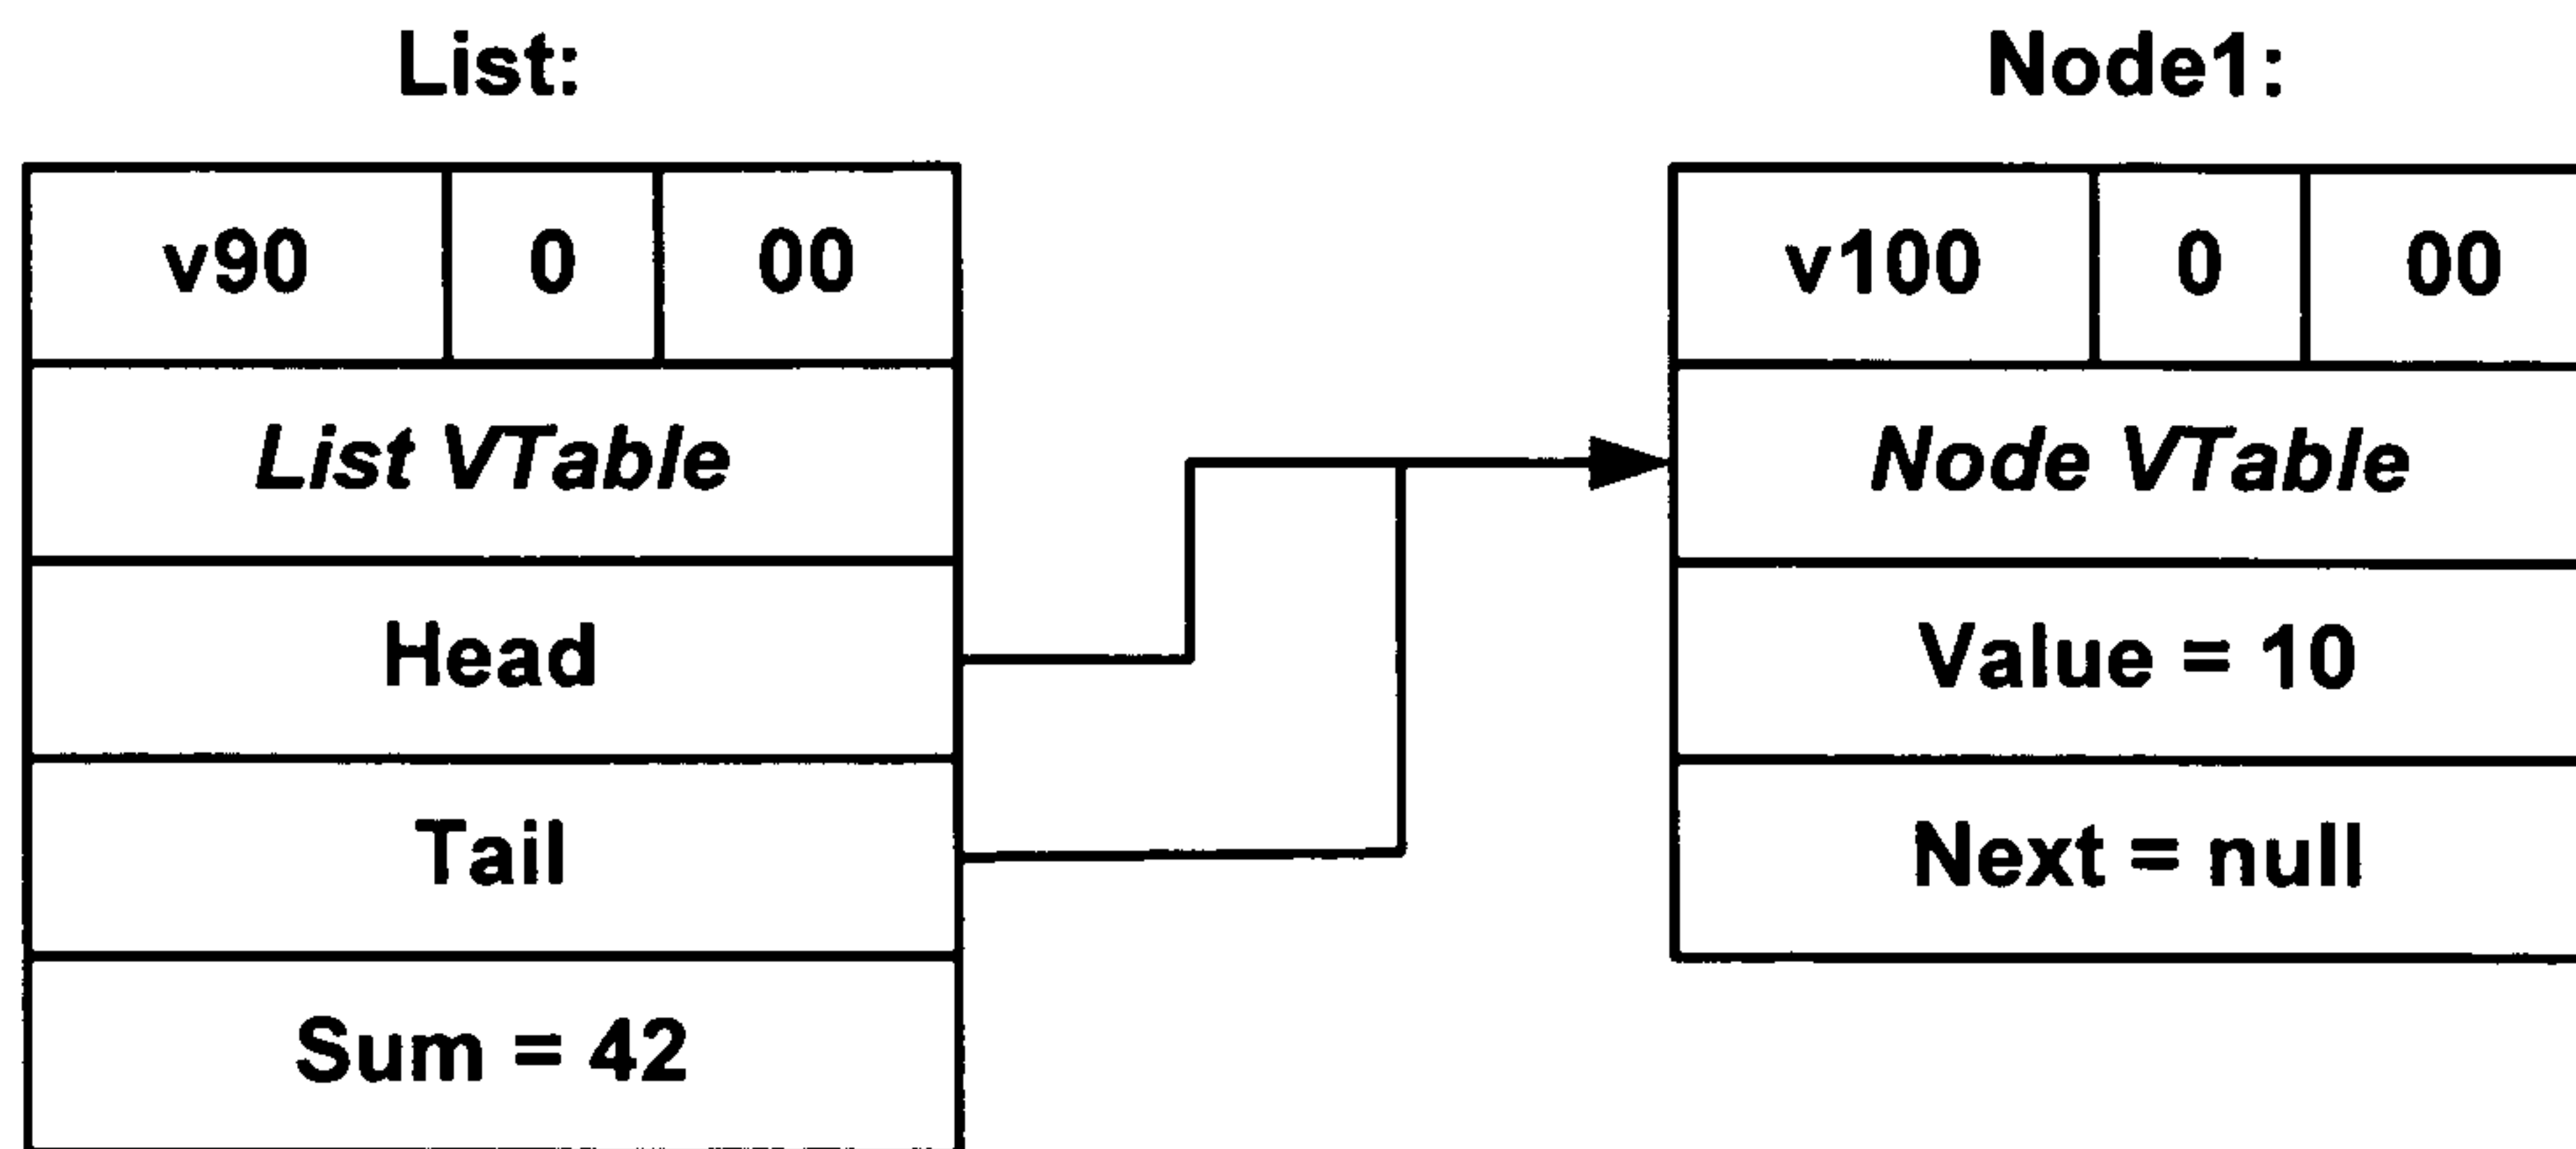 List:
v90 0 00
List VTable
Head
Tail
Sum = 42
Node1:
v100 0 00
Node VTable
Value = 10
Next = null